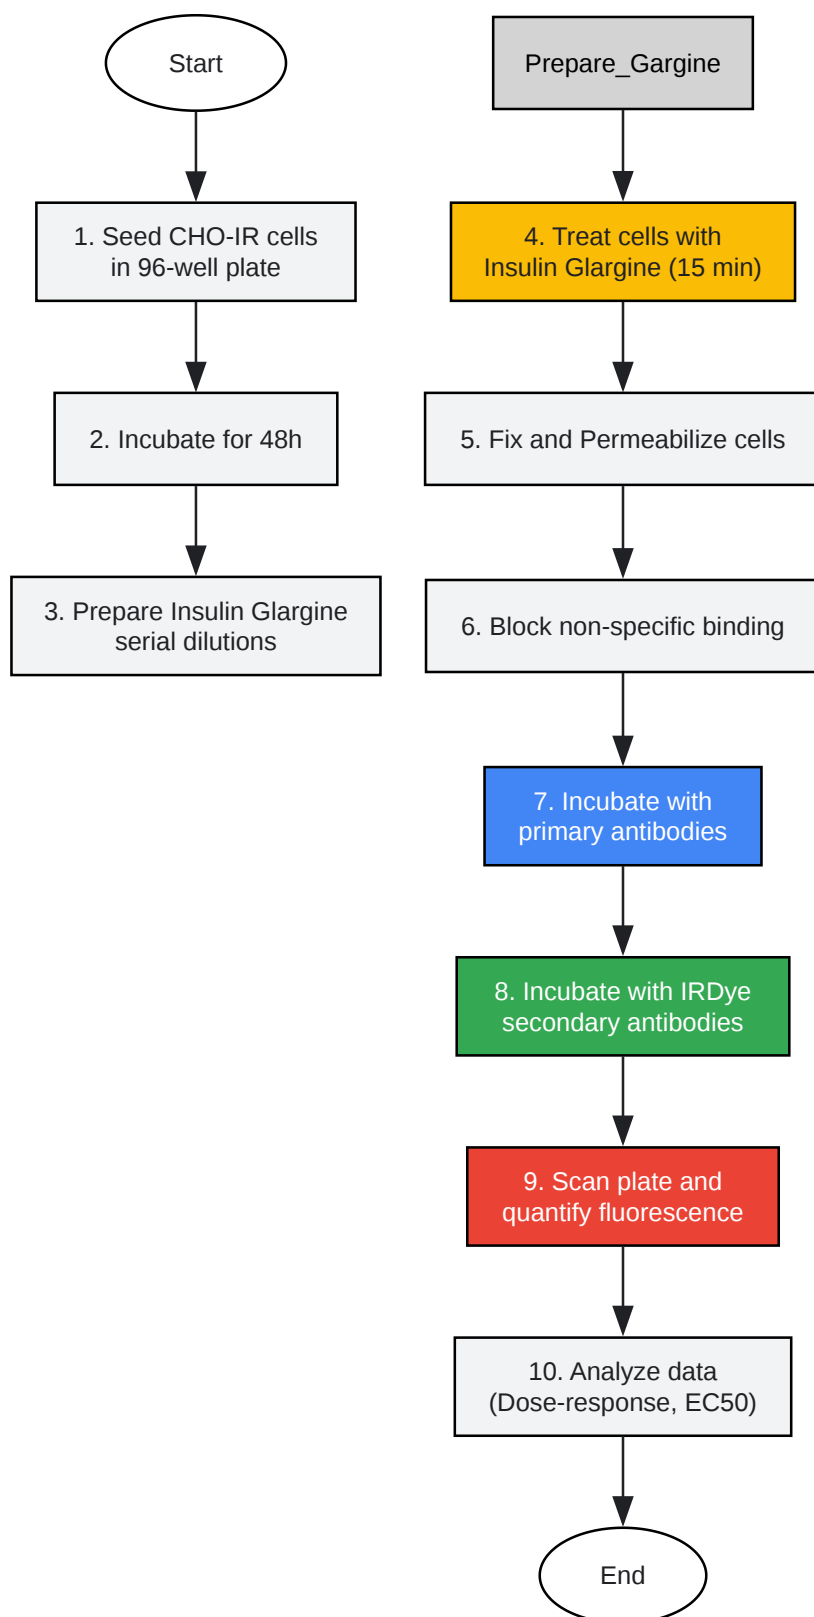 Start
1. Seed CHO-IR cells
in 96-well plate
2. Incubate for 48h
3. Prepare Insulin Glargine
serial dilutions
Prepare_Gargine
4. Treat cells with
Insulin Glargine (15 min)
5. Fix and Permeabilize cells
6. Block non-specific binding
7. Incubate with
primary antibodies
8. Incubate with IRDye
secondary antibodies
9. Scan plate and
quantify fluorescence
10. Analyze data
(Dose-response, EC50)
End